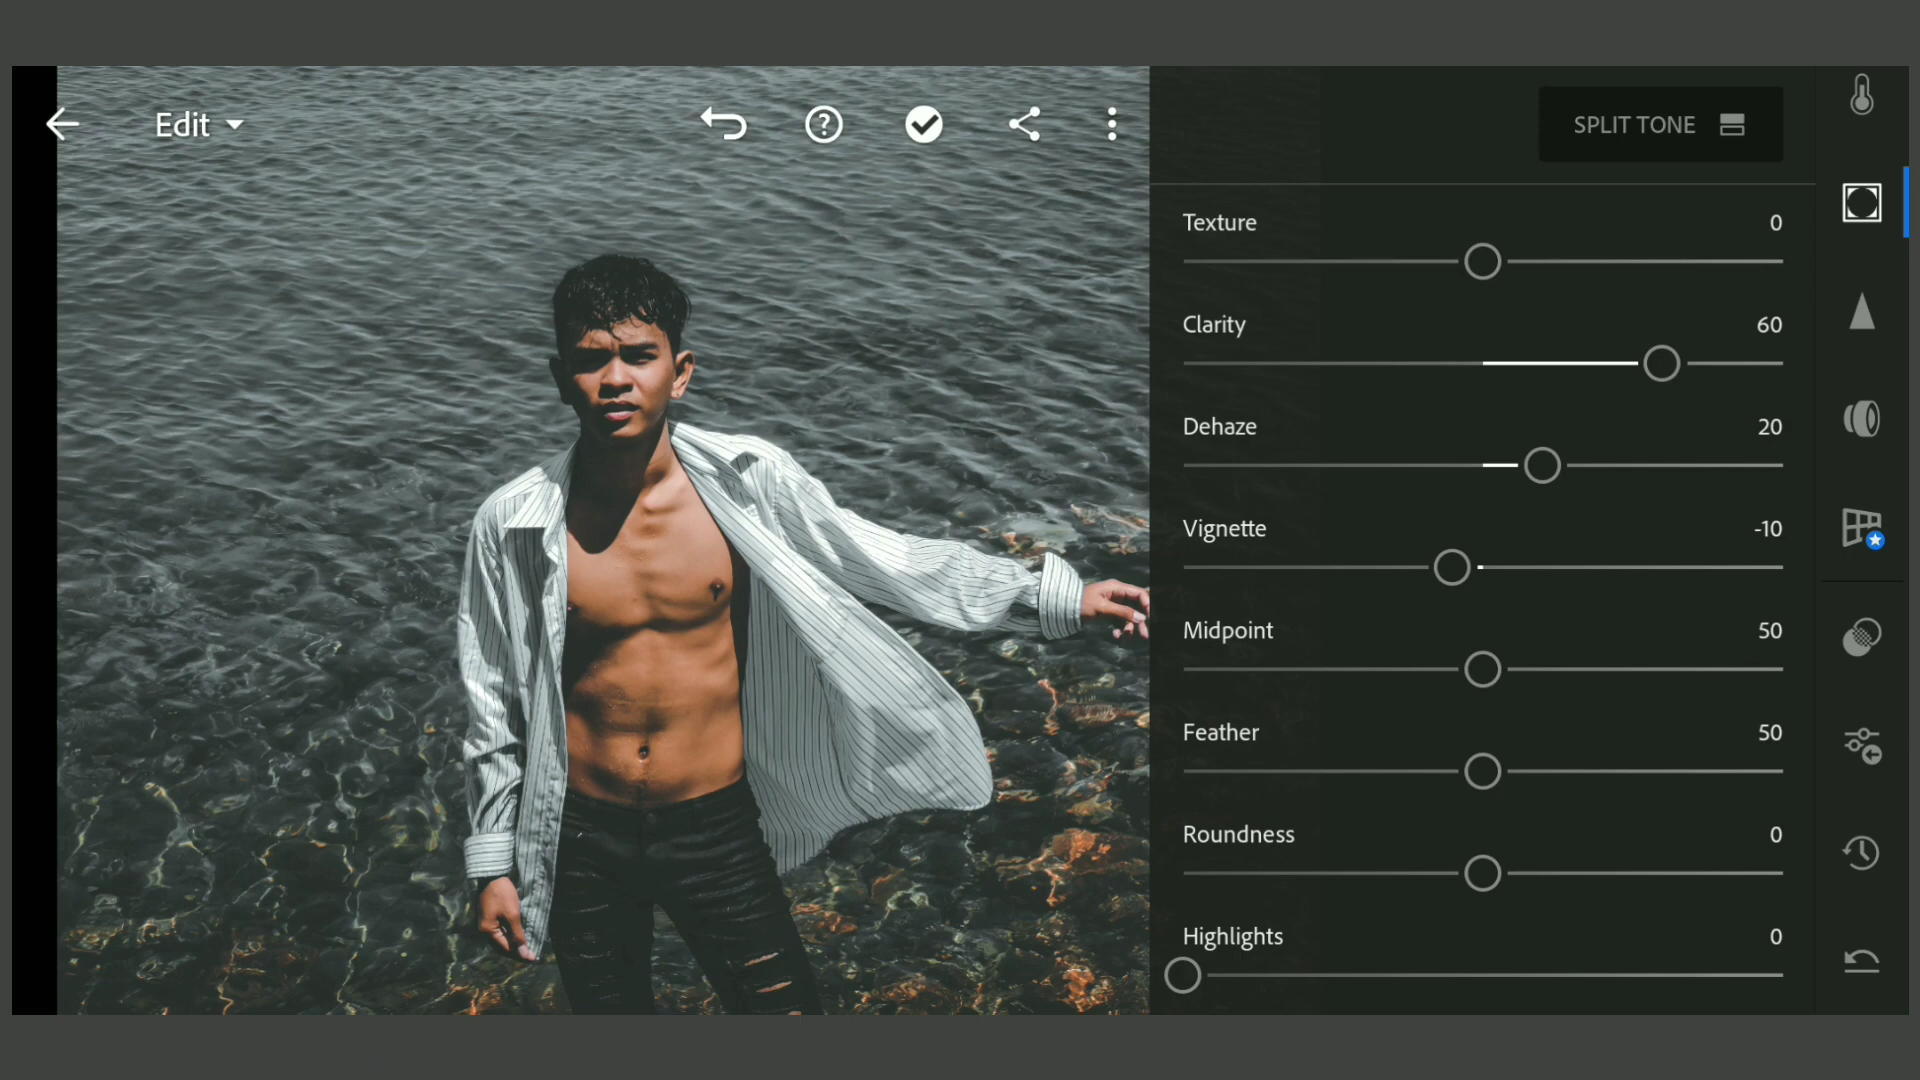 Edit
SPLIT TONE
Texture 0
Clarity 60
Dehaze 20
Vignette -10
Midpoint 50
Feather 50
Roundness 0
Highlights 0